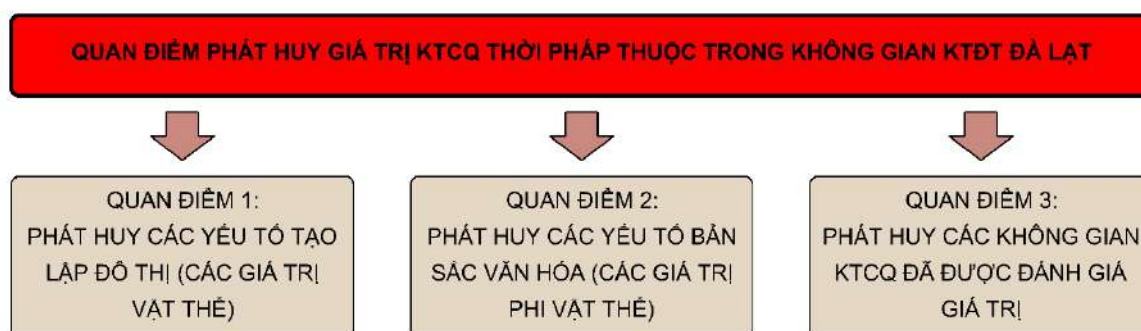 QUAN ĐIỂM PHÁT HUY GIÁ TRỊ KTCQ THỜI PHÁP THUỘC TRONG KHÔNG GIAN KTĐT ĐÀ LẠT
QUAN ĐIỂM 1:
PHÁT HUY CÁC YẾU TỐ TẠO
LẬP ĐÔ THỊ (CÁC GIÁ TRỊ
VẬT THỂ)
QUAN ĐIỂM 2:
PHÁT HUY CÁC YẾU TỐ BẢN
SẮC VĂN HÓA (CÁC GIÁ TRỊ
PHI VẬT THỂ)
QUAN ĐIỂM 3:
PHÁT HUY CÁC KHÔNG GIAN
KTCQ ĐÃ ĐƯỢC ĐÁNH GIÁ
GIÁ TRỊ